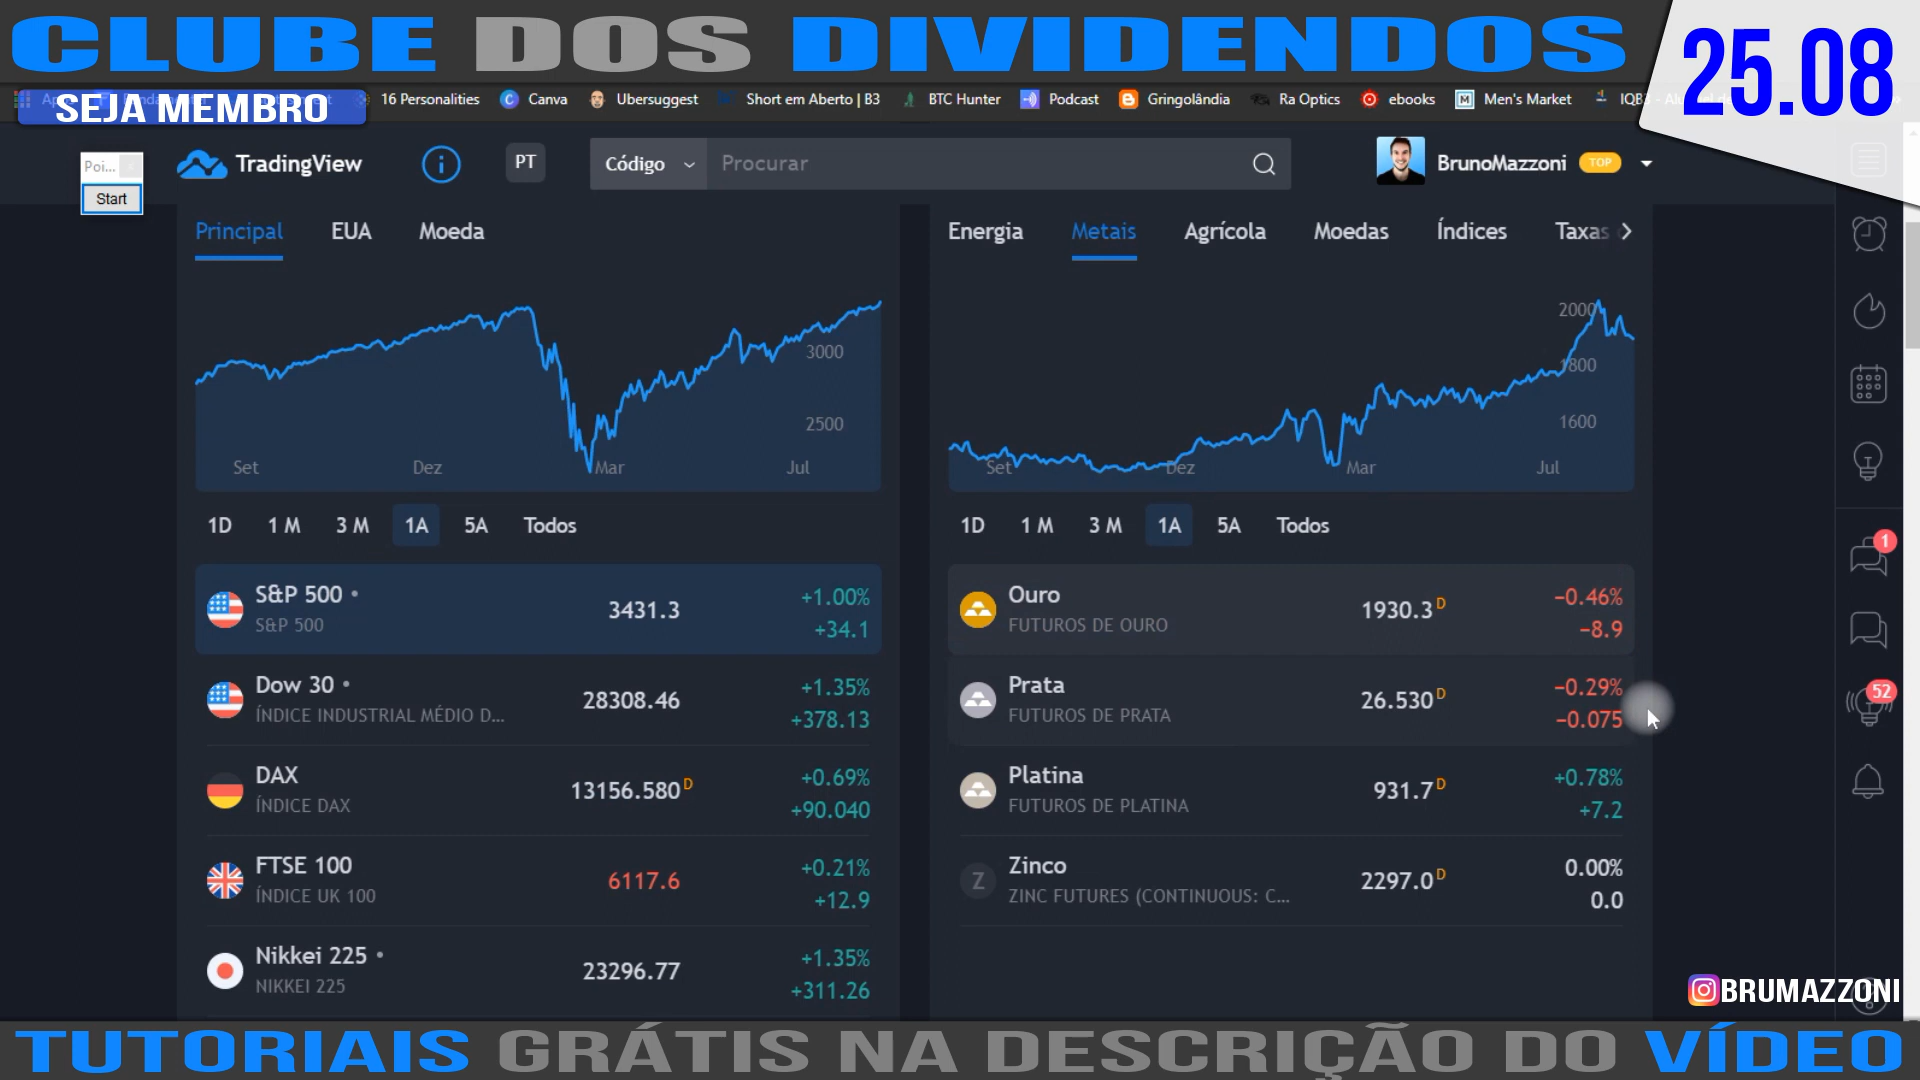 CLUBE DOS DIVIDENDOS
25.08
SEJA MEMBRO
16 Personalities
Canva
Ubersuggest
Short em Aberto | B3
BTC Hunter
Podcast
Gringolândia
Ra Optics
ebooks
Men's Market
Poi...
Start
TradingView
PT
Código
Procurar
BrunoMazzoni
TOP
Principal
EUA
Moeda
Energia
Metais
Agrícola
Moedas
Índices
Taxas
3000
2500
Set
Dez
Mar
Jul
2000
1800
1600
Set
Dez
Mar
Jul
1D
1 M
3 M
1A
5A
Todos
1D
1 M
3 M
1A
5A
Todos
S&P 500
S&P 500
3431.3
+1.00%
+34.1
Dow 30
ÍNDICE INDUSTRIAL MÉDIO D...
28308.46
+1.35%
+378.13
DAX
ÍNDICE DAX
13156.580 D
+0.69%
+90.040
FTSE 100
ÍNDICE UK 100
6117.6
+0.21%
+12.9
Nikkei 225
NIKKEI 225
23296.77
+1.35%
+311.26
Ouro
FUTUROS DE OURO
1930.3 D
−0.46%
−8.9
Prata
FUTUROS DE PRATA
26.530 D
−0.29%
−0.075
Platina
FUTUROS DE PLATINA
931.7 D
+0.78%
+7.2
Z
Zinco
ZINC FUTURES (CONTINUOUS: C...
2297.0 D
0.00%
0.0
1
52
BRUMAZZONI
TUTORIAIS GRÁTIS NA DESCRIÇÃO DO VÍDEO